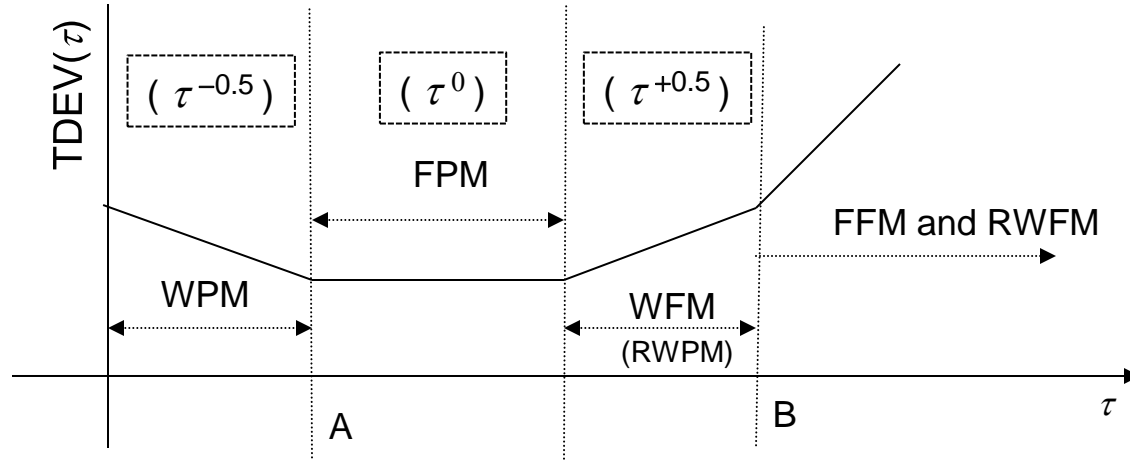 TDEV(τ)
( τ^–0.5 )
( τ^0 )
( τ^+0.5 )
FPM
FFM and RWFM
WPM
WFM
(RWPM)
τ
A
B